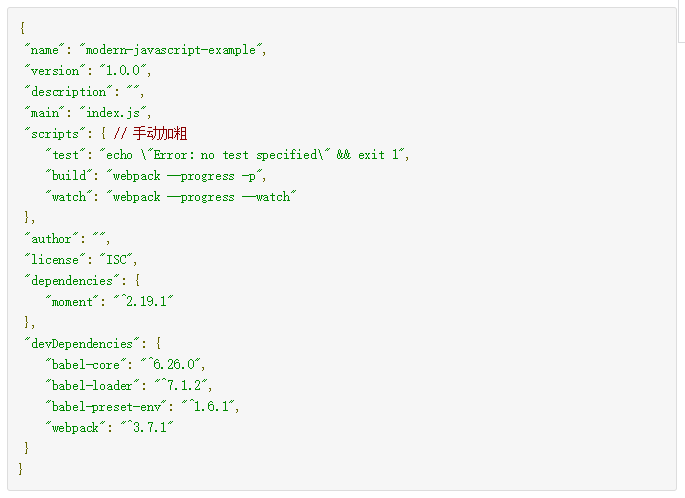 {
"name": "modern-javascript-example",
"version": "1.0.0",
"description": "",
"main": "index.js",
"scripts": { // 手动加粗
"test": "echo \"Error: no test specified\" && exit 1",
"build": "webpack --progress -p",
"watch": "webpack --progress --watch"
},
"author": "",
"license": "ISC",
"dependencies": {
"moment": "^2.19.1"
},
"devDependencies": {
"babel-core": "^6.26.0",
"babel-loader": "^7.1.2",
"babel-preset-env": "^1.6.1",
"webpack": "^3.7.1"
}
}